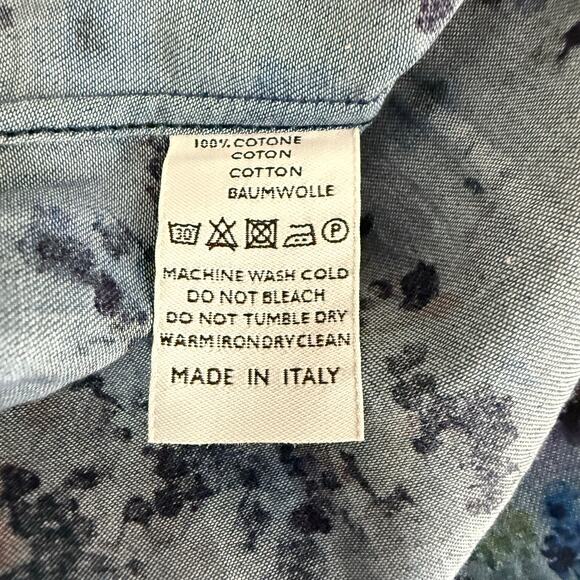 100% COTONE
COTON
COTTON
BAUMWOLLE
30 P
MACHINE WASH COLD
DO NOT BLEACH
DO NOT TUMBLE DRY
WARM IRON DRY CLEAN
MADE IN ITALY